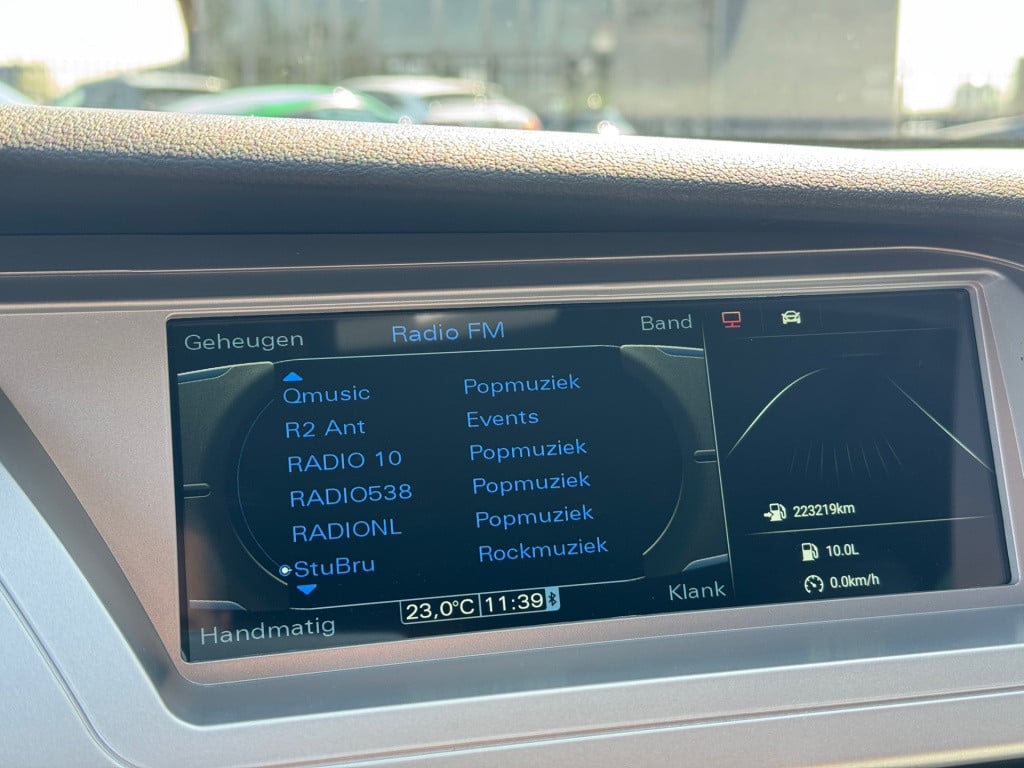 Geheugen Radio FM Band
Qmusic Popmuziek
R2 Ant Events
RADIO 10 Popmuziek
RADIO538 Popmuziek
RADIONL Popmuziek
StuBru Rockmuziek
Handmatig 23,0°C 11:39 Klank
223219km
10.0L
0.0km/h